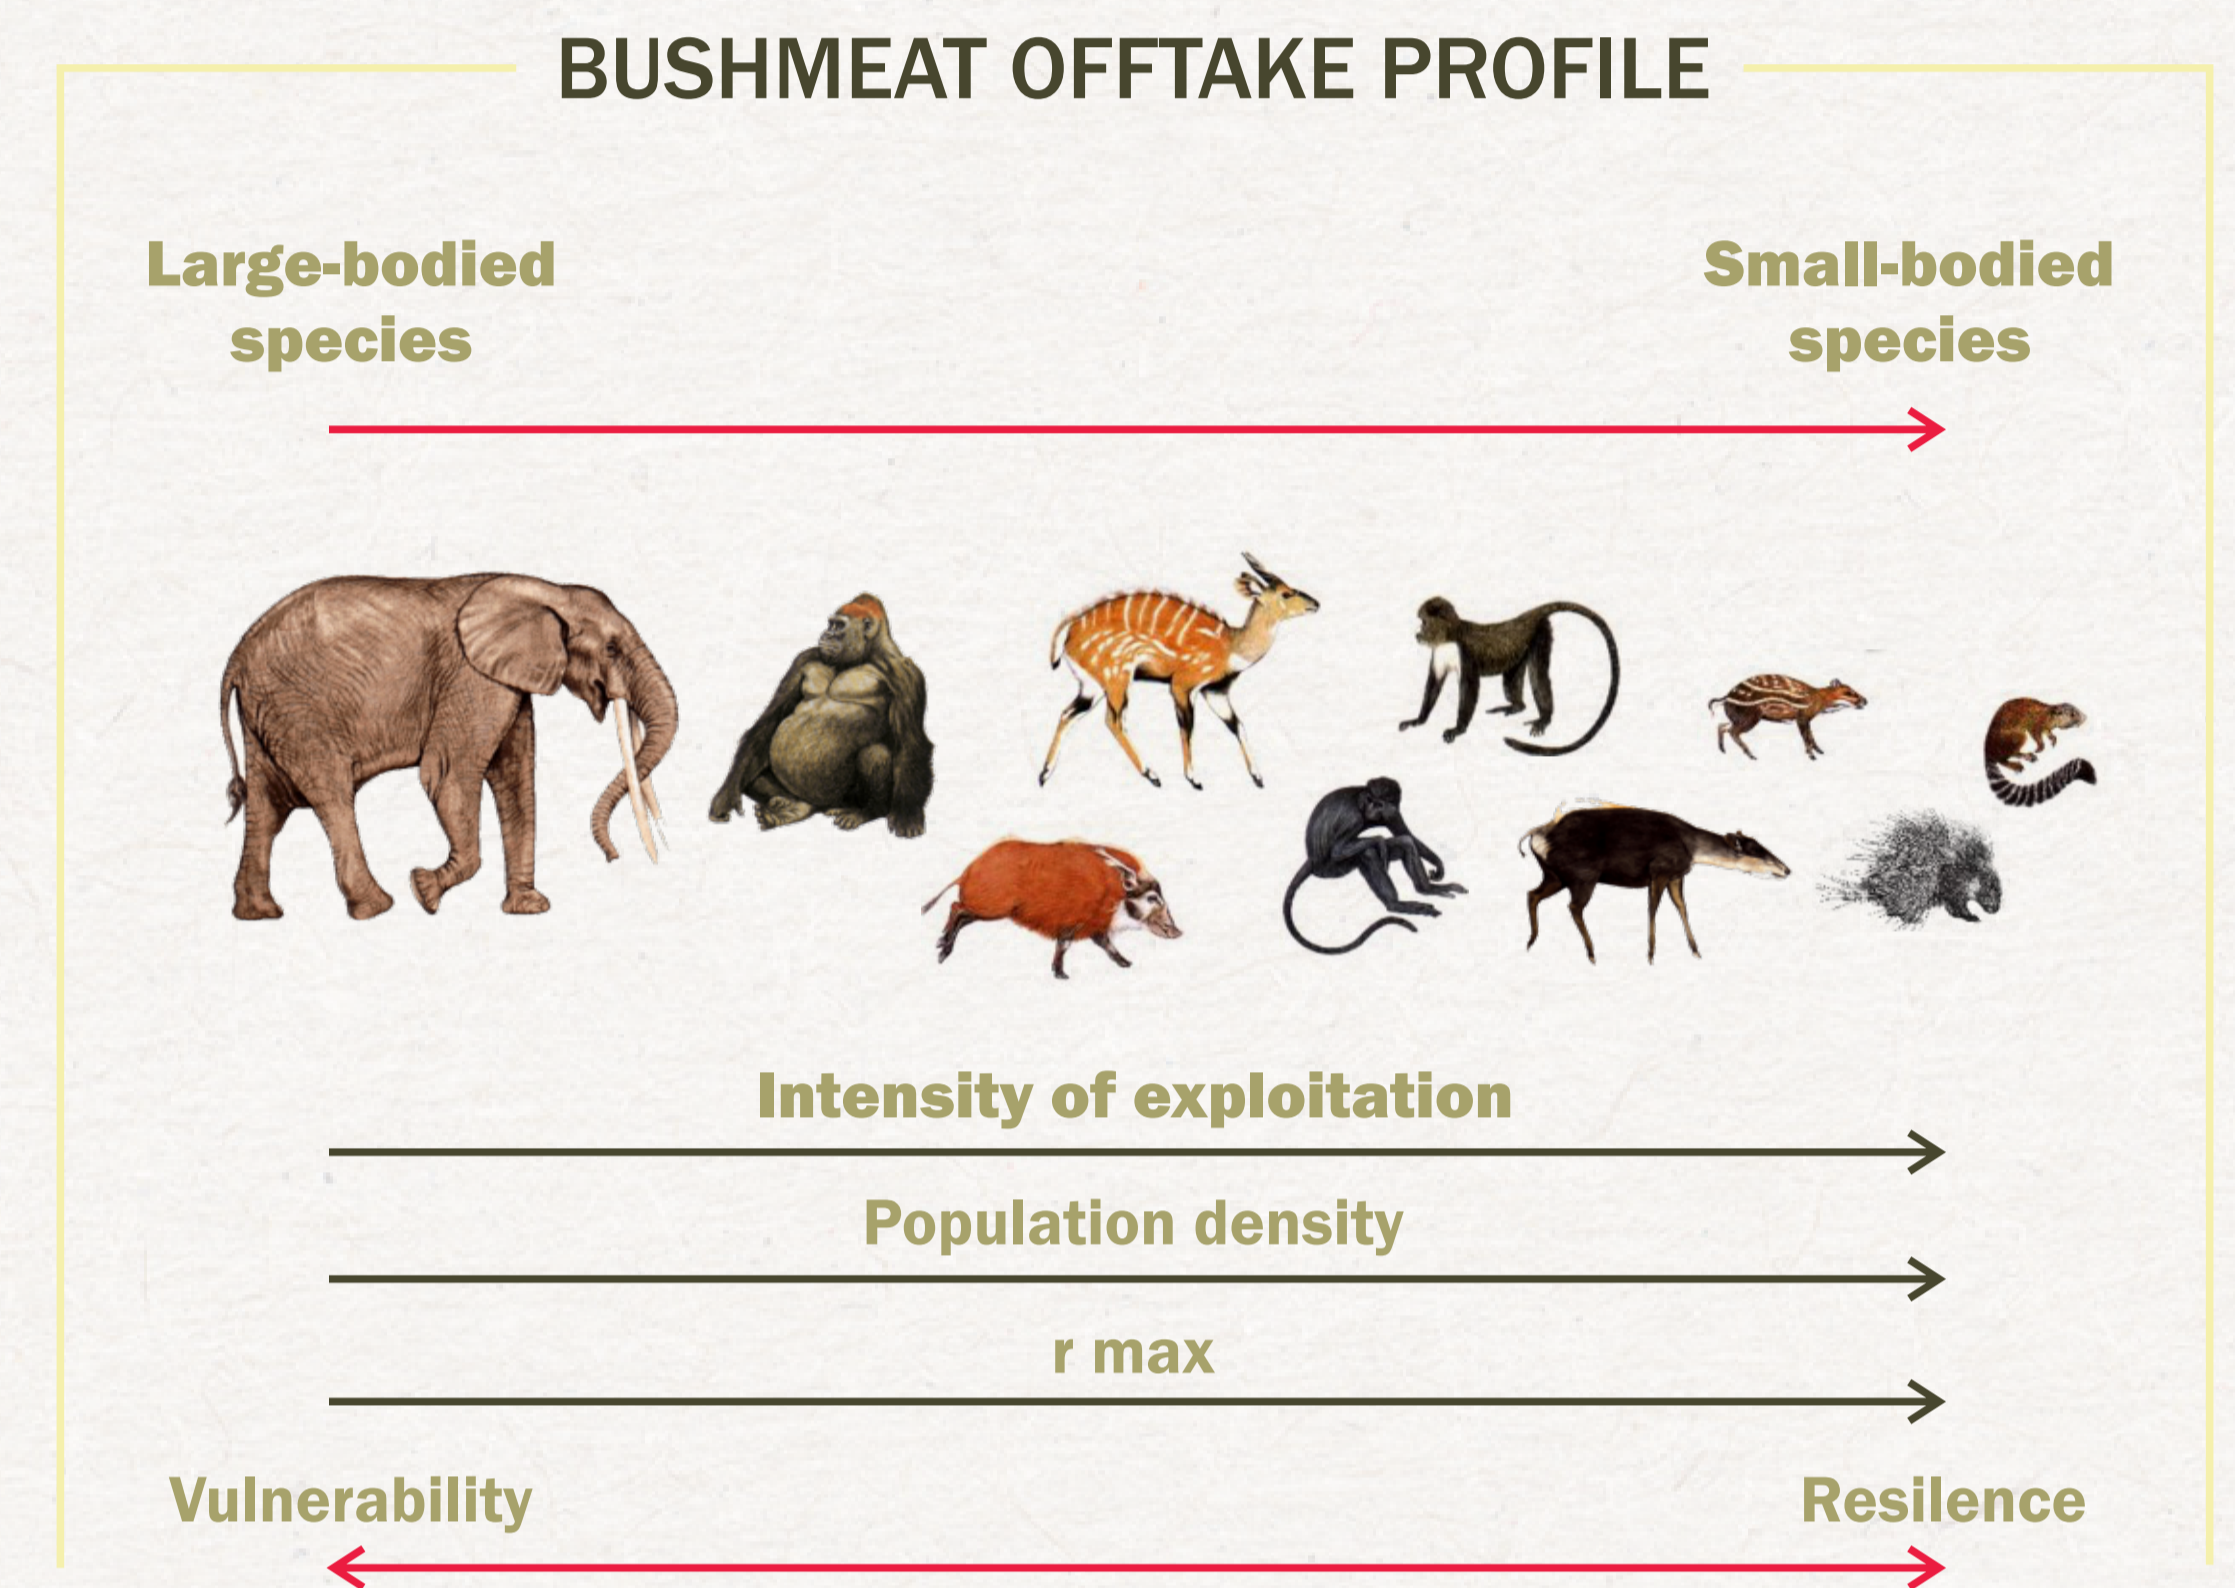 BUSHMEAT OFFTAKE PROFILE
Large-bodied
species
Small-bodied
species
Intensity of exploitation
Population density
r max
Vulnerability
Resilence